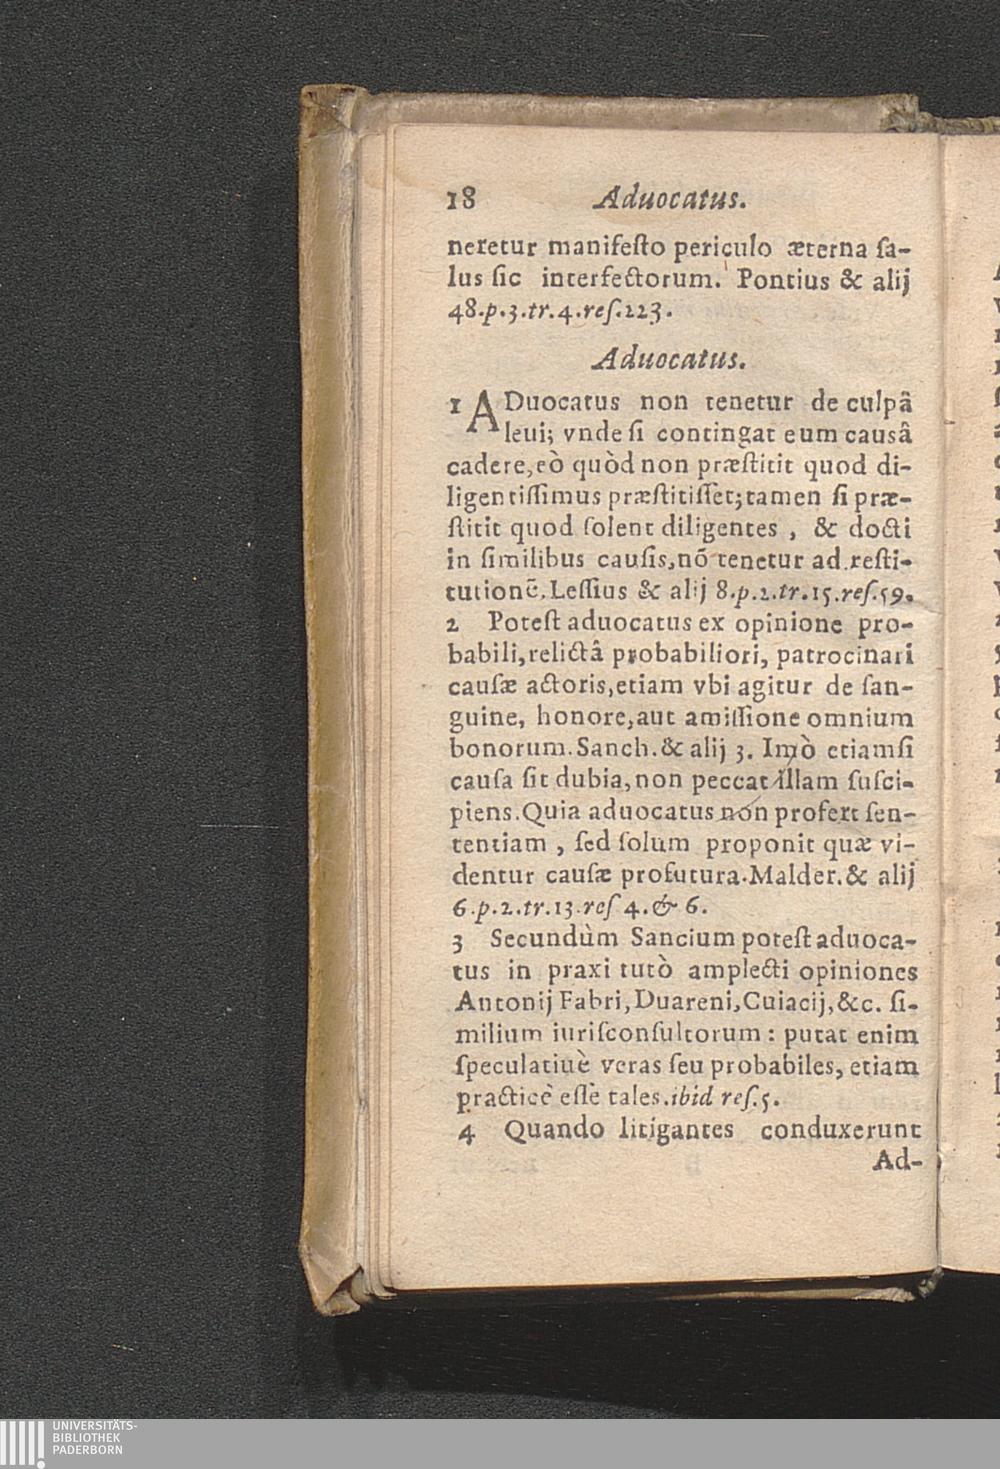 18 Aduocatus.
neretur manifeſto periculo æterna ſa-
lus ſic interfectorum. Pontius & alij
48.p.3.tr.4.reſ.223.
Aduocatus.
1 ADuocatus non tenetur de culpâ
leui; vnde ſi contingat eum causâ
cadere, eò quòd non præſtitit quod di-
ligentiſſimus præſtitiſſet; tamen ſi præ-
ſtitit quod ſolent diligentes , & docti
in ſimilibus cauſis, nõ tenetur ad reſti-
tutionẽ. Leſſius & alij 8.p.2.tr.15.reſ.59.
2 Poteſt aduocatus ex opinione pro-
babili, relictâ probabiliori, patrocinari
cauſæ actoris, etiam vbi agitur de ſan-
guine, honore, aut amiſſione omnium
bonorum. Sanch. & alij 3. Imò etiamſi
cauſa ſit dubia, non peccat illam ſuſci-
piens. Quia aduocatus non profert ſen-
tentiam , ſed ſolum proponit quæ vi-
dentur cauſæ profutura. Malder. & alij
6.p.2.tr.13.reſ 4. & 6.
3 Secundùm Sancium poteſt aduoca-
tus in praxi tutò amplecti opiniones
Antonij Fabri, Duareni, Cuiacij, &c. ſi-
milium iuriſconſultorum : putat enim
ſpeculatiuè veras ſeu probabiles, etiam
practicè eſſe tales. ibid reſ.5.
4 Quando litigantes conduxerunt
Ad-
UNIVERSITÄTS-
BIBLIOTHEK
PADERBORN